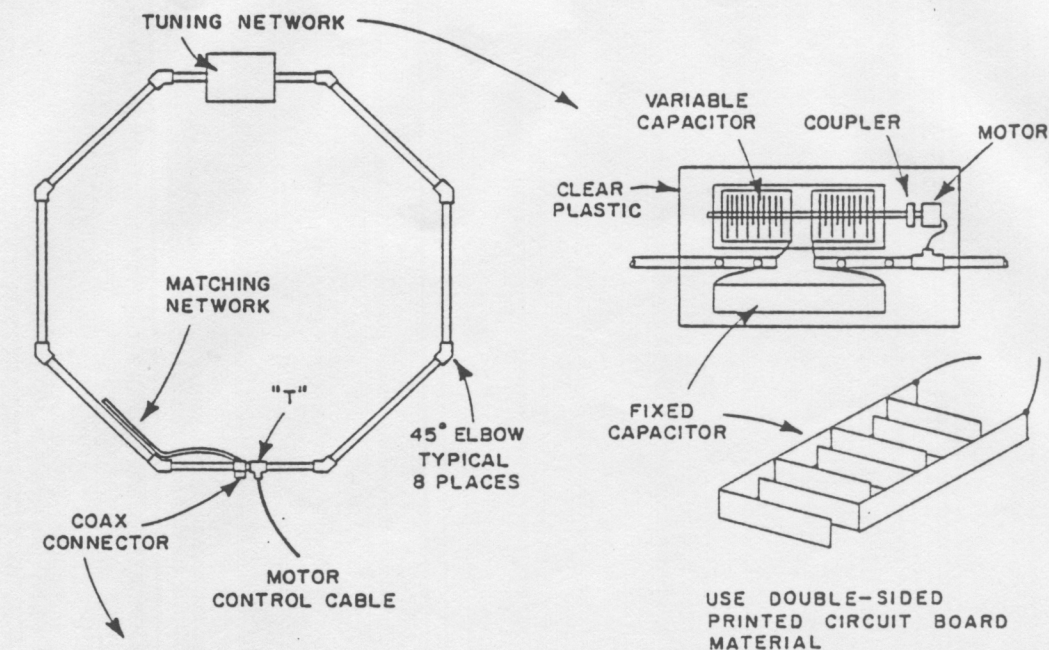 TUNING NETWORK
VARIABLE
CAPACITOR
COUPLER
MOTOR
CLEAR
PLASTIC
MATCHING
NETWORK
"T"
45° ELBOW
TYPICAL
8 PLACES
FIXED
CAPACITOR
COAX
CONNECTOR
MOTOR
CONTROL CABLE
USE DOUBLE-SIDED
PRINTED CIRCUIT BOARD
MATERIAL